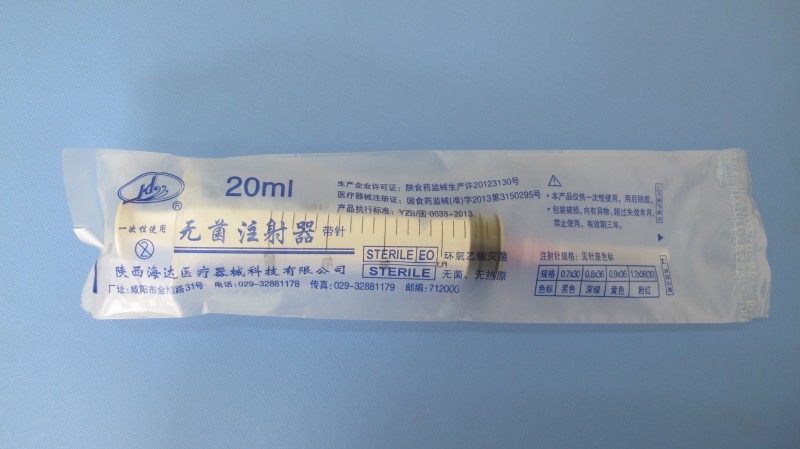 20ml
®
一次性使用
无菌注射器 带针
陕西海达医疗器械科技有限公司
厂址:咸阳市金旭路31号 电话:029-32881178 传真:029-32881179 邮编:712000
生产企业许可证:陕食药监械生产许20123130号
医疗器械注册证:国食药监械(准)字2013第3150295号
产品执行标准:YZB/国 0638-2013
STERILE EO 环氧乙烷灭菌
STERILE 无菌、无热原
·本产品仅供一次性使用,用后销毁。
·包装破损,内有异物,超过失效年月,
禁止使用。有效期三年。
注射针规格:见针座色标
规格 0.7x30 0.8x36 0.9x36 1.2x38(30)
色标 黑色 深绿 黄色 粉红